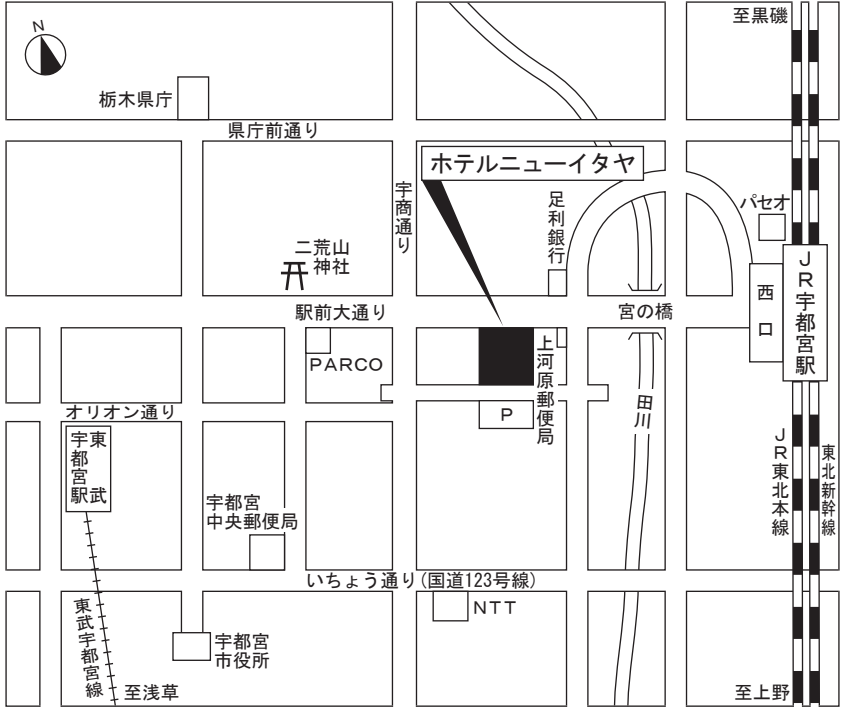 至黒磯
N
栃木県庁
県庁前通り
ホテルニューイタヤ
宇商通り
足利銀行
パセオ
二荒山
神社
JR宇都宮駅
西口
駅前大通り
宮の橋
PARCO
上河原郵便局
田川
P
オリオン通り
東武
宇都宮駅
JR東北本線
東北新幹線
宇都宮
中央郵便局
いちょう通り(国道123号線)
NTT
東武宇都宮線
宇都宮
市役所
至浅草
至上野